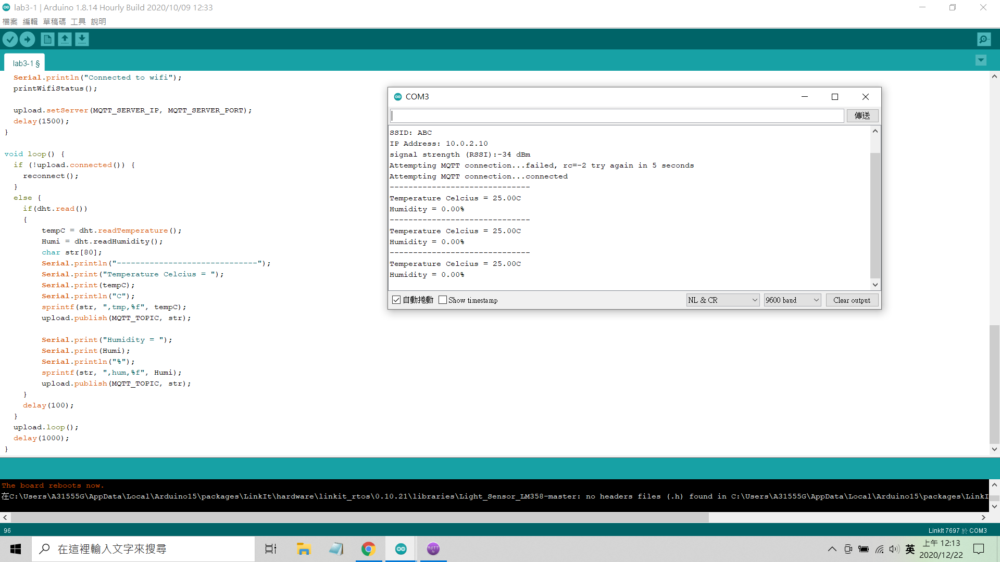 lab3-1 | Arduino 1.8.14 Hourly Build 2020/10/09 12:33
檔案 編輯 草稿碼 工具 說明
lab3-1 §
Serial.println("Connected to wifi");
printWifiStatus();
upload.setServer(MQTT_SERVER_IP, MQTT_SERVER_PORT);
delay(1500);
}
void loop() {
if (!upload.connected()) {
reconnect();
}
else {
if(dht.read())
{
tempC = dht.readTemperature();
Humi = dht.readHumidity();
char str[80];
Serial.println("------------------------------");
Serial.print("Temperature Celcius = ");
Serial.print(tempC);
Serial.println("C");
sprintf(str, ",tmp,%f", tempC);
upload.publish(MQTT_TOPIC, str);
Serial.print("Humidity = ");
Serial.print(Humi);
Serial.println("%");
sprintf(str, ",hum,%f", Humi);
upload.publish(MQTT_TOPIC, str);
}
delay(100);
}
upload.loop();
delay(1000);
}
COM3
傳送
SSID: ABC
IP Address: 10.0.2.10
signal strength (RSSI):-34 dBm
Attempting MQTT connection...failed, rc=-2 try again in 5 seconds
Attempting MQTT connection...connected
------------------------------
Temperature Celcius = 25.00C
Humidity = 0.00%
------------------------------
Temperature Celcius = 25.00C
Humidity = 0.00%
------------------------------
Temperature Celcius = 25.00C
Humidity = 0.00%
自動捲動 Show timestamp NL & CR 9600 baud Clear output
The board reboots now.
在C:\Users\A31555G\AppData\Local\Arduino15\packages\LinkIt\hardware\linkit_rtos\0.10.21\libraries\Light_Sensor_LM358-master: no headers files (.h) found in C:\Users\A31555G\AppData\Local\Arduino15\packages\LinkI
96 LinkIt 7697 於 COM3
在這裡輸入文字來搜尋
MQTT
英
上午 12:13
2020/12/22